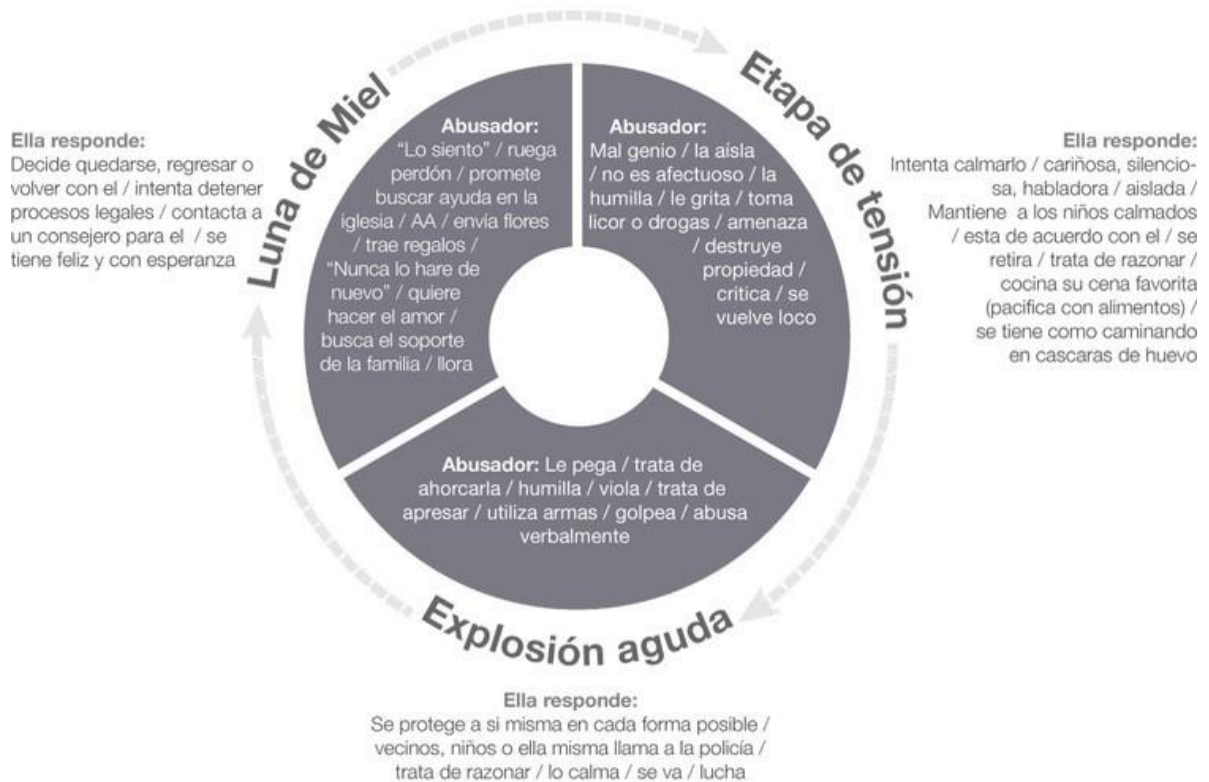 Luna de Miel
Ella responde:
Decide quedarse, regresar o
volver con el / intenta detener
procesos legales / contacta a
un consejero para el / se
tiene feliz y con esperanza
Abusador:
“Lo siento” / ruega
perdón / promete
buscar ayuda en la
iglesia / AA / envía flores
/ trae regalos /
“Nunca lo hare de
nuevo” / quiere
hacer el amor /
busca el soporte
de la familia / llora
Etapa de tensión
Abusador:
Mal genio / la aisla
/ no es afectuoso / la
humilla / le grita / toma
licor o drogas / amenaza
/ destruye
propiedad /
critica / se
vuelve loco
Ella responde:
Intenta calmarlo / cariñosa, silencio-
sa, habladora / aislada /
Mantiene a los niños calmados
/ esta de acuerdo con el / se
retira / trata de razonar /
cocina su cena favorita
(pacifica con alimentos) /
se tiene como caminando
en cascaras de huevo
Abusador: Le pega / trata de
ahorcarla / humilla / viola / trata de
apresar / utiliza armas / golpea / abusa
verbalmente
Explosión aguda
Ella responde:
Se protege a si misma en cada forma posible /
vecinos, niños o ella misma llama a la policía /
trata de razonar / lo calma / se va / lucha